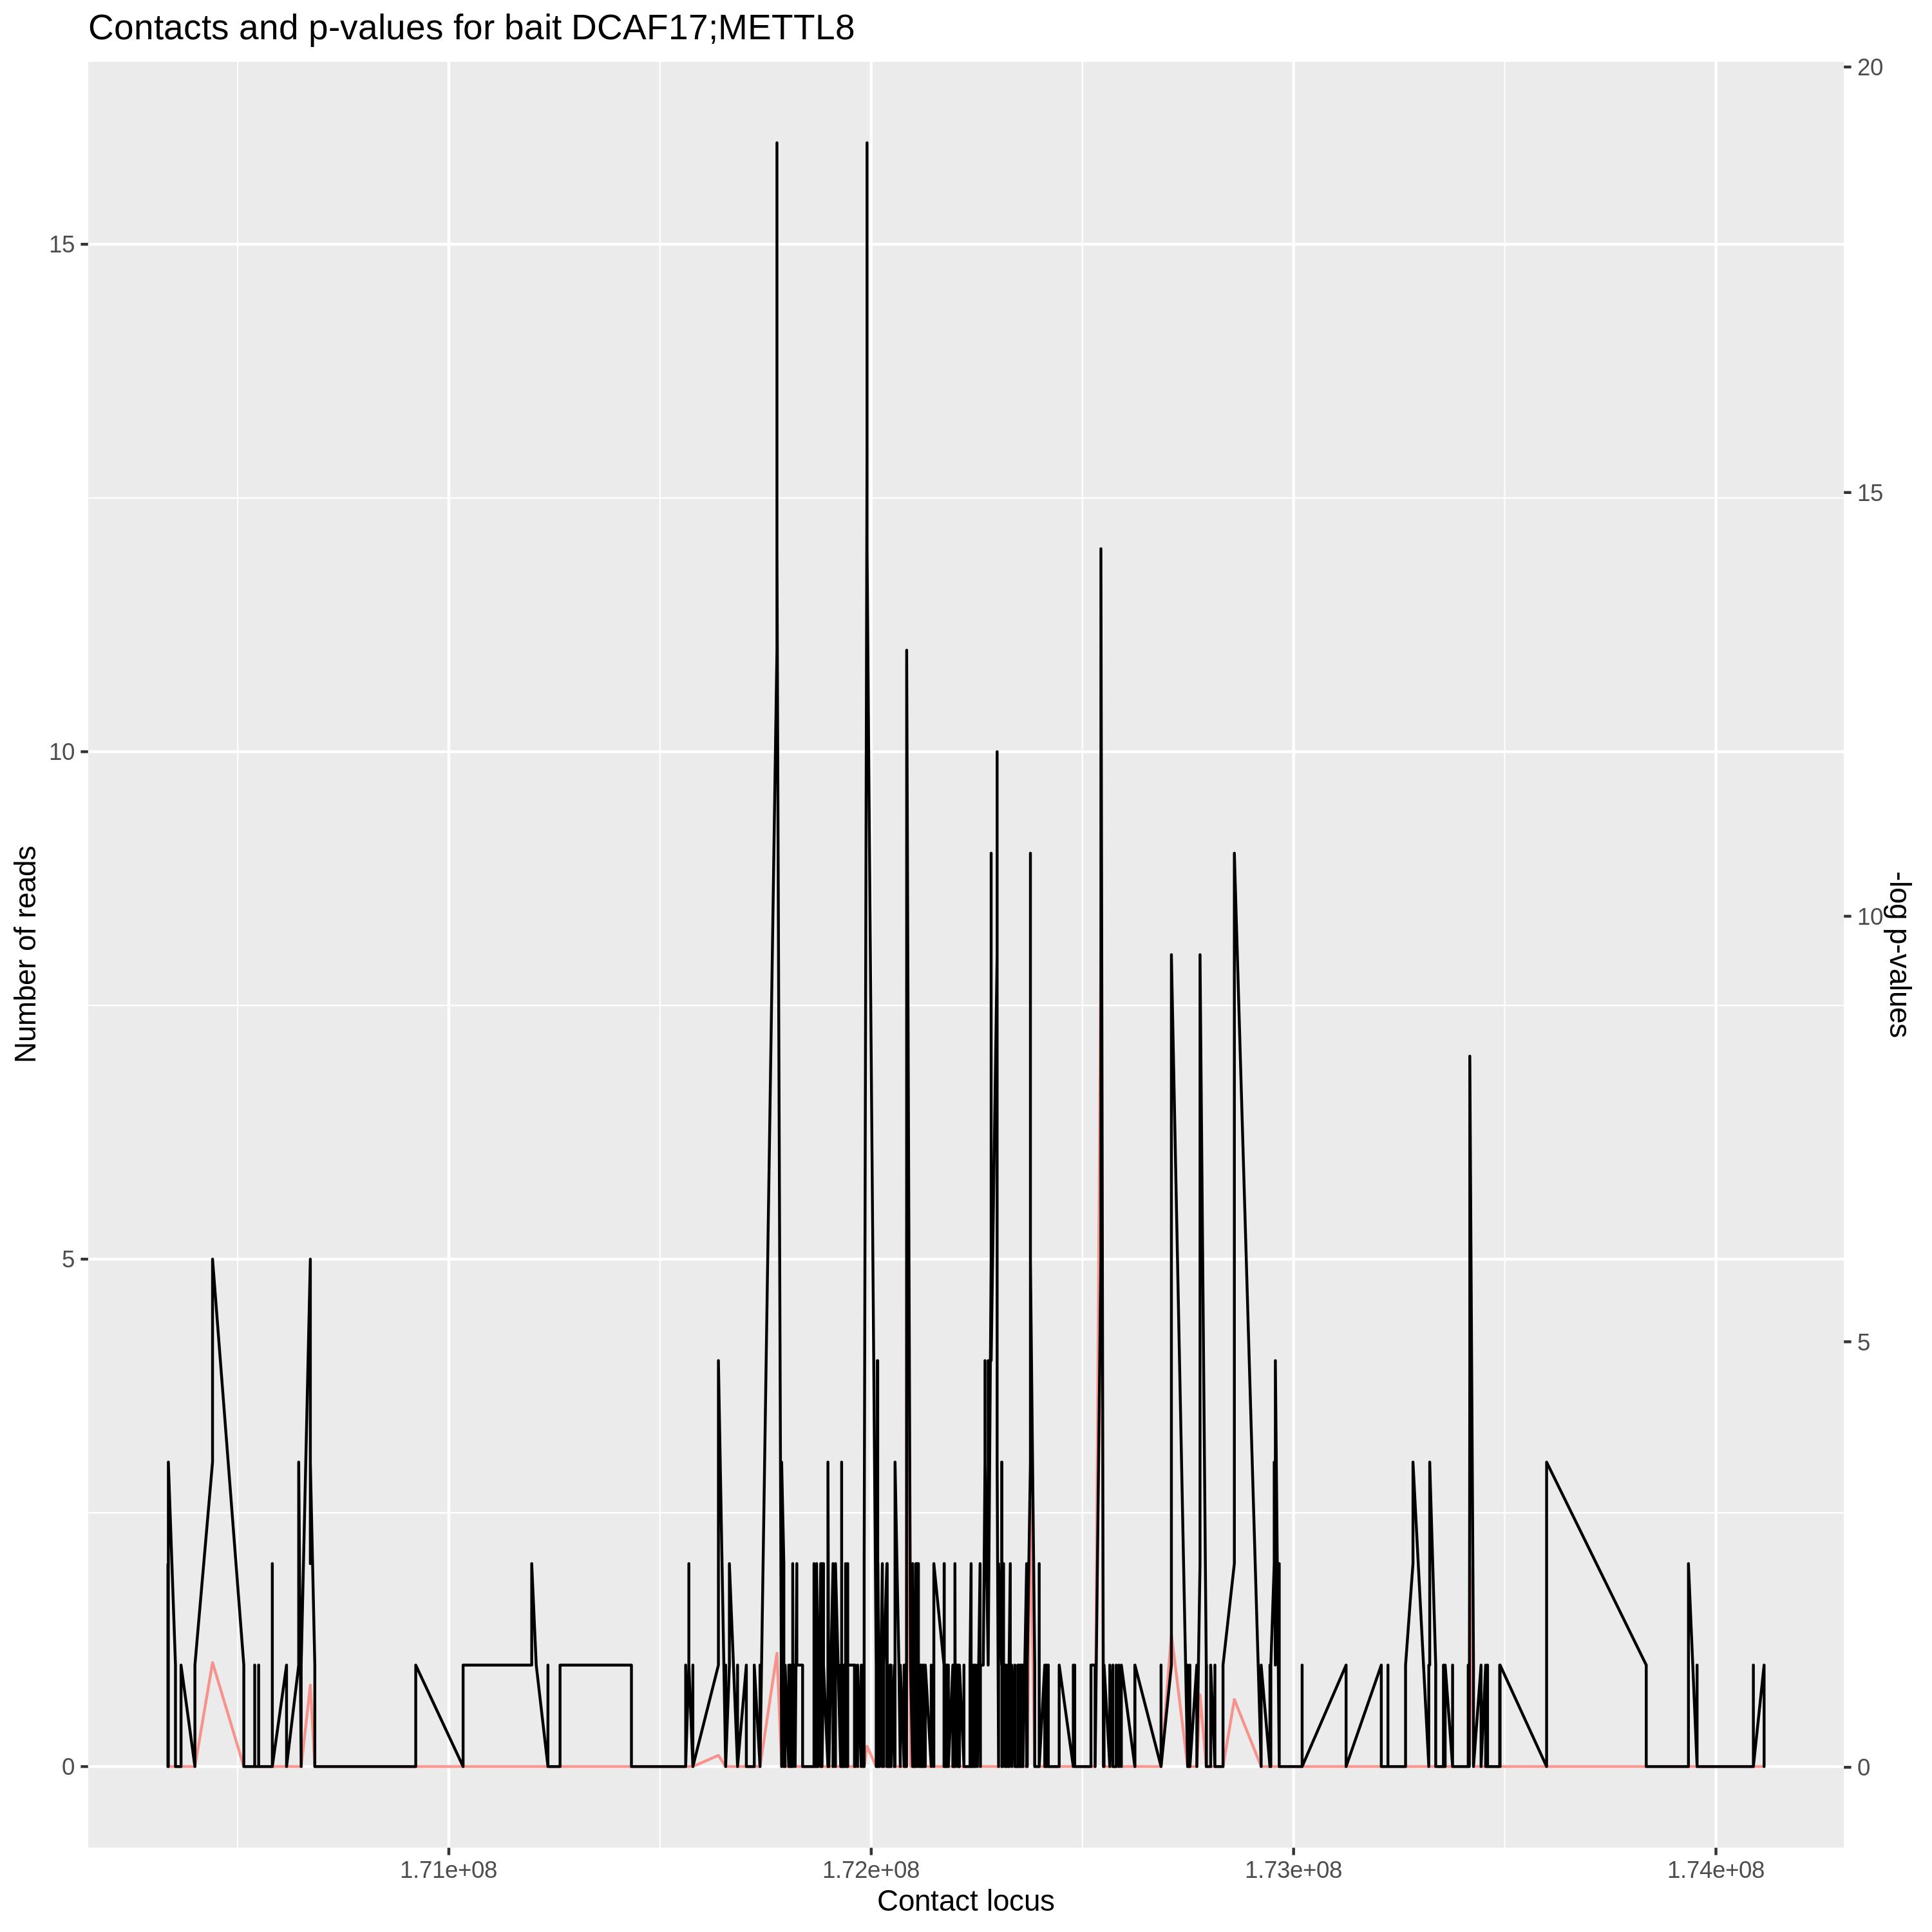 Contacts and p-values for bait DCAF17;METTL8
20
15
15
10
10
5
5
0
0
Number of reads
-log p-values
1.71e+08
1.72e+08
1.73e+08
1.74e+08
Contact locus